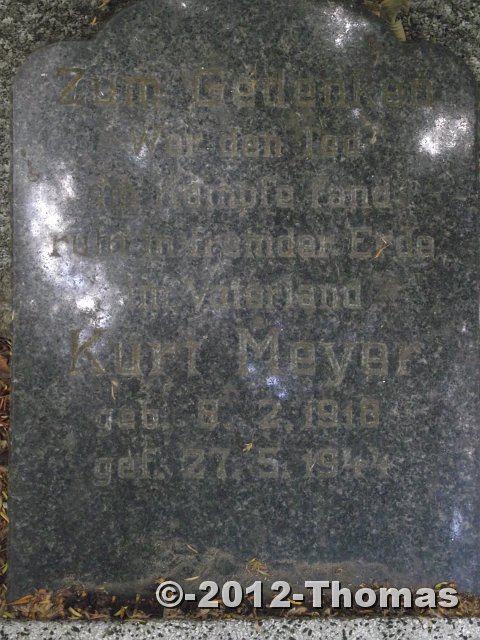 Zum Gedenken
Wer den Tod
im Kampfe fand
ruht in fremder Erde
im Vaterland
Kurt Meyer
geb. 8. 2. 1918
gef. 27. 5. 1944
©-2012-Thomas